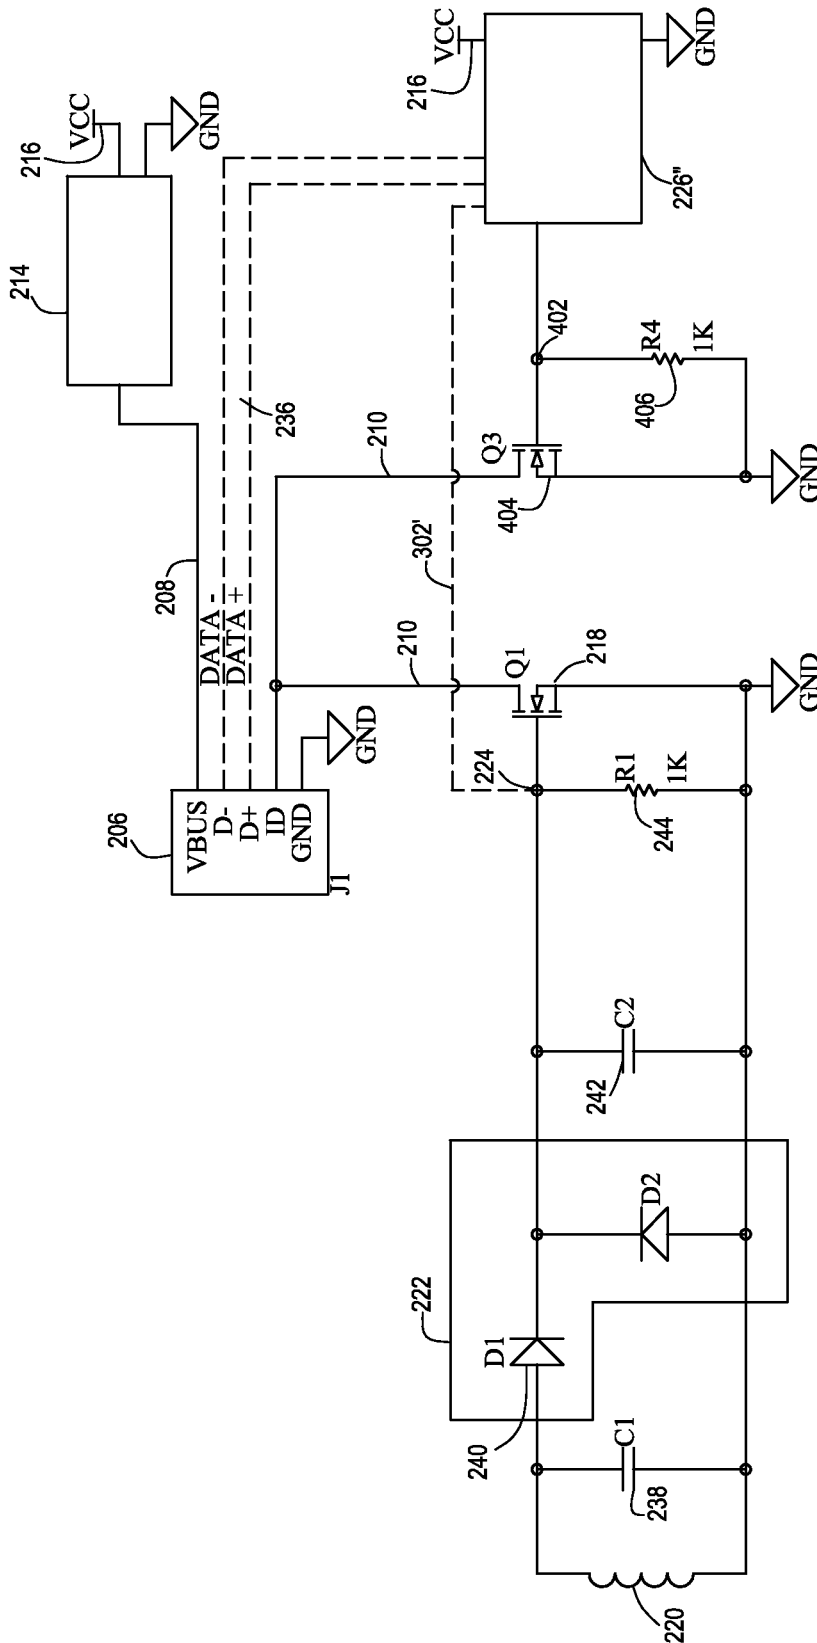 VCC
216
GND
214
VCC
216
GND
226"
236
208
DATA -
DATA +
210
Q3
402
R4
1K
406
404
GND
302'
210
Q1
218
GND
206
VBUS
D-
D+
ID
GND
J1
GND
224
R1
1K
244
C2
242
222
D1
D2
240
C1
238
220